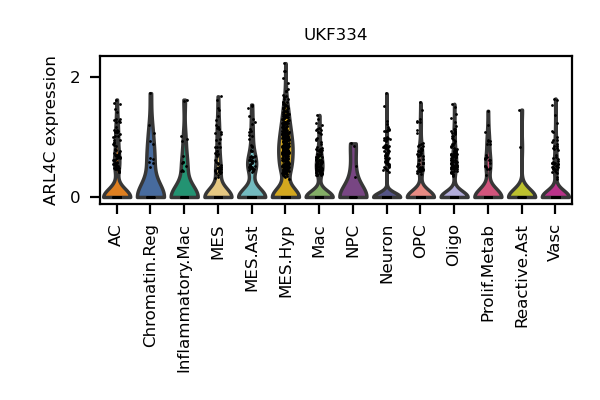 UKF334
ARL4C expression
2
0
AC
Chromatin.Reg
Inflammatory.Mac
MES
MES.Ast
MES.Hyp
Mac
NPC
Neuron
OPC
Oligo
Prolif.Metab
Reactive.Ast
Vasc